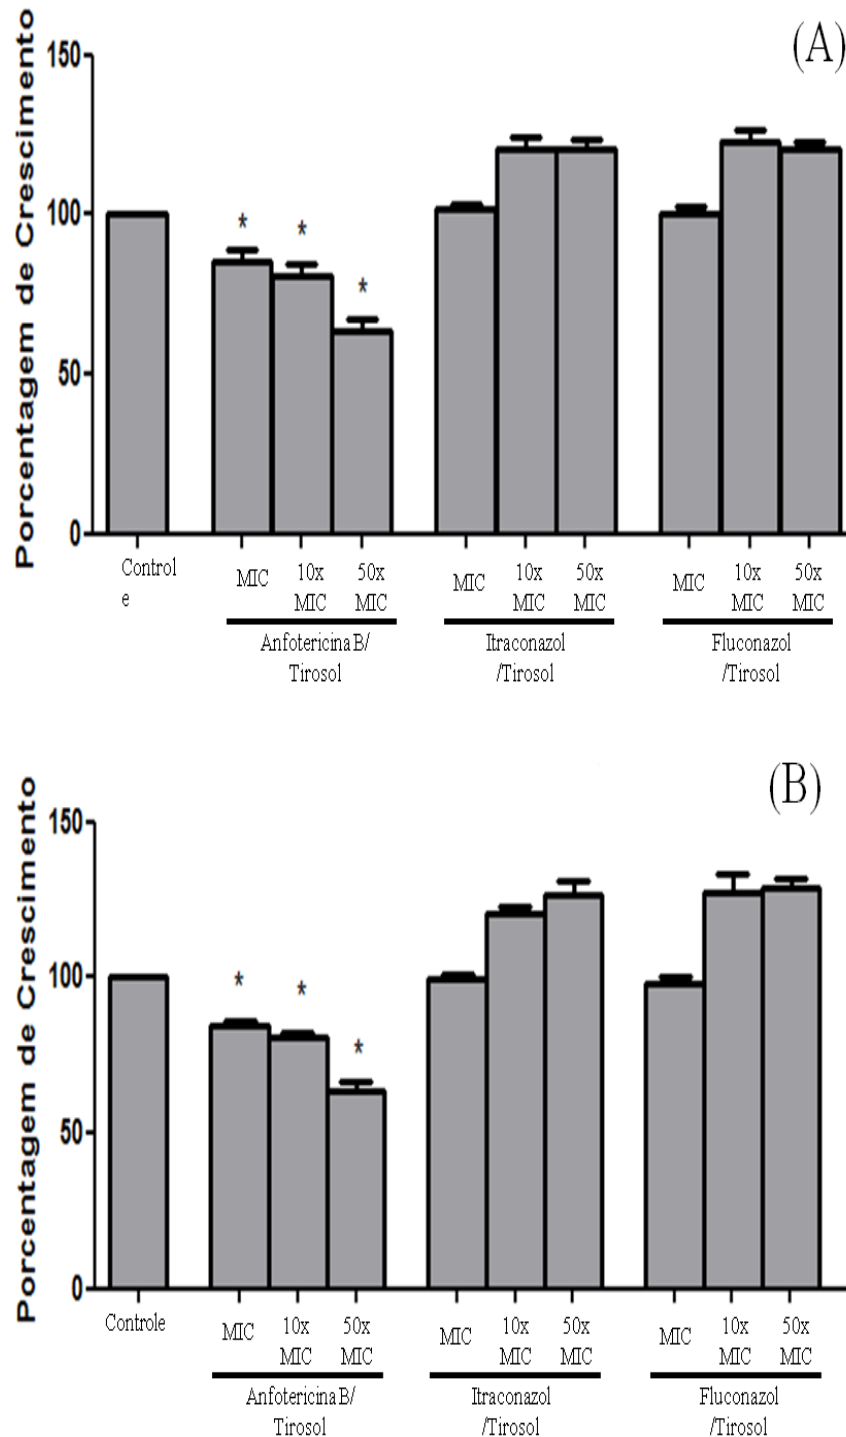 (A)
Porcentagem de Crescimento
150
100
50
0
*
*
*
Control
e
MIC
10x
MIC
50x
MIC
MIC
10x
MIC
50x
MIC
MIC
10x
MIC
50x
MIC
Anfotericina B/
Tirosol
Itraconazol
/Tirosol
Fluconazol
/Tirosol
(B)
Porcentagem de Crescimento
150
100
50
0
*
*
*
Controle
MIC
10x
MIC
50x
MIC
MIC
10x
MIC
50x
MIC
MIC
10x
MIC
50x
MIC
Anfotericina B/
Tirosol
Itraconazol
/Tirosol
Fluconazol
/Tirosol